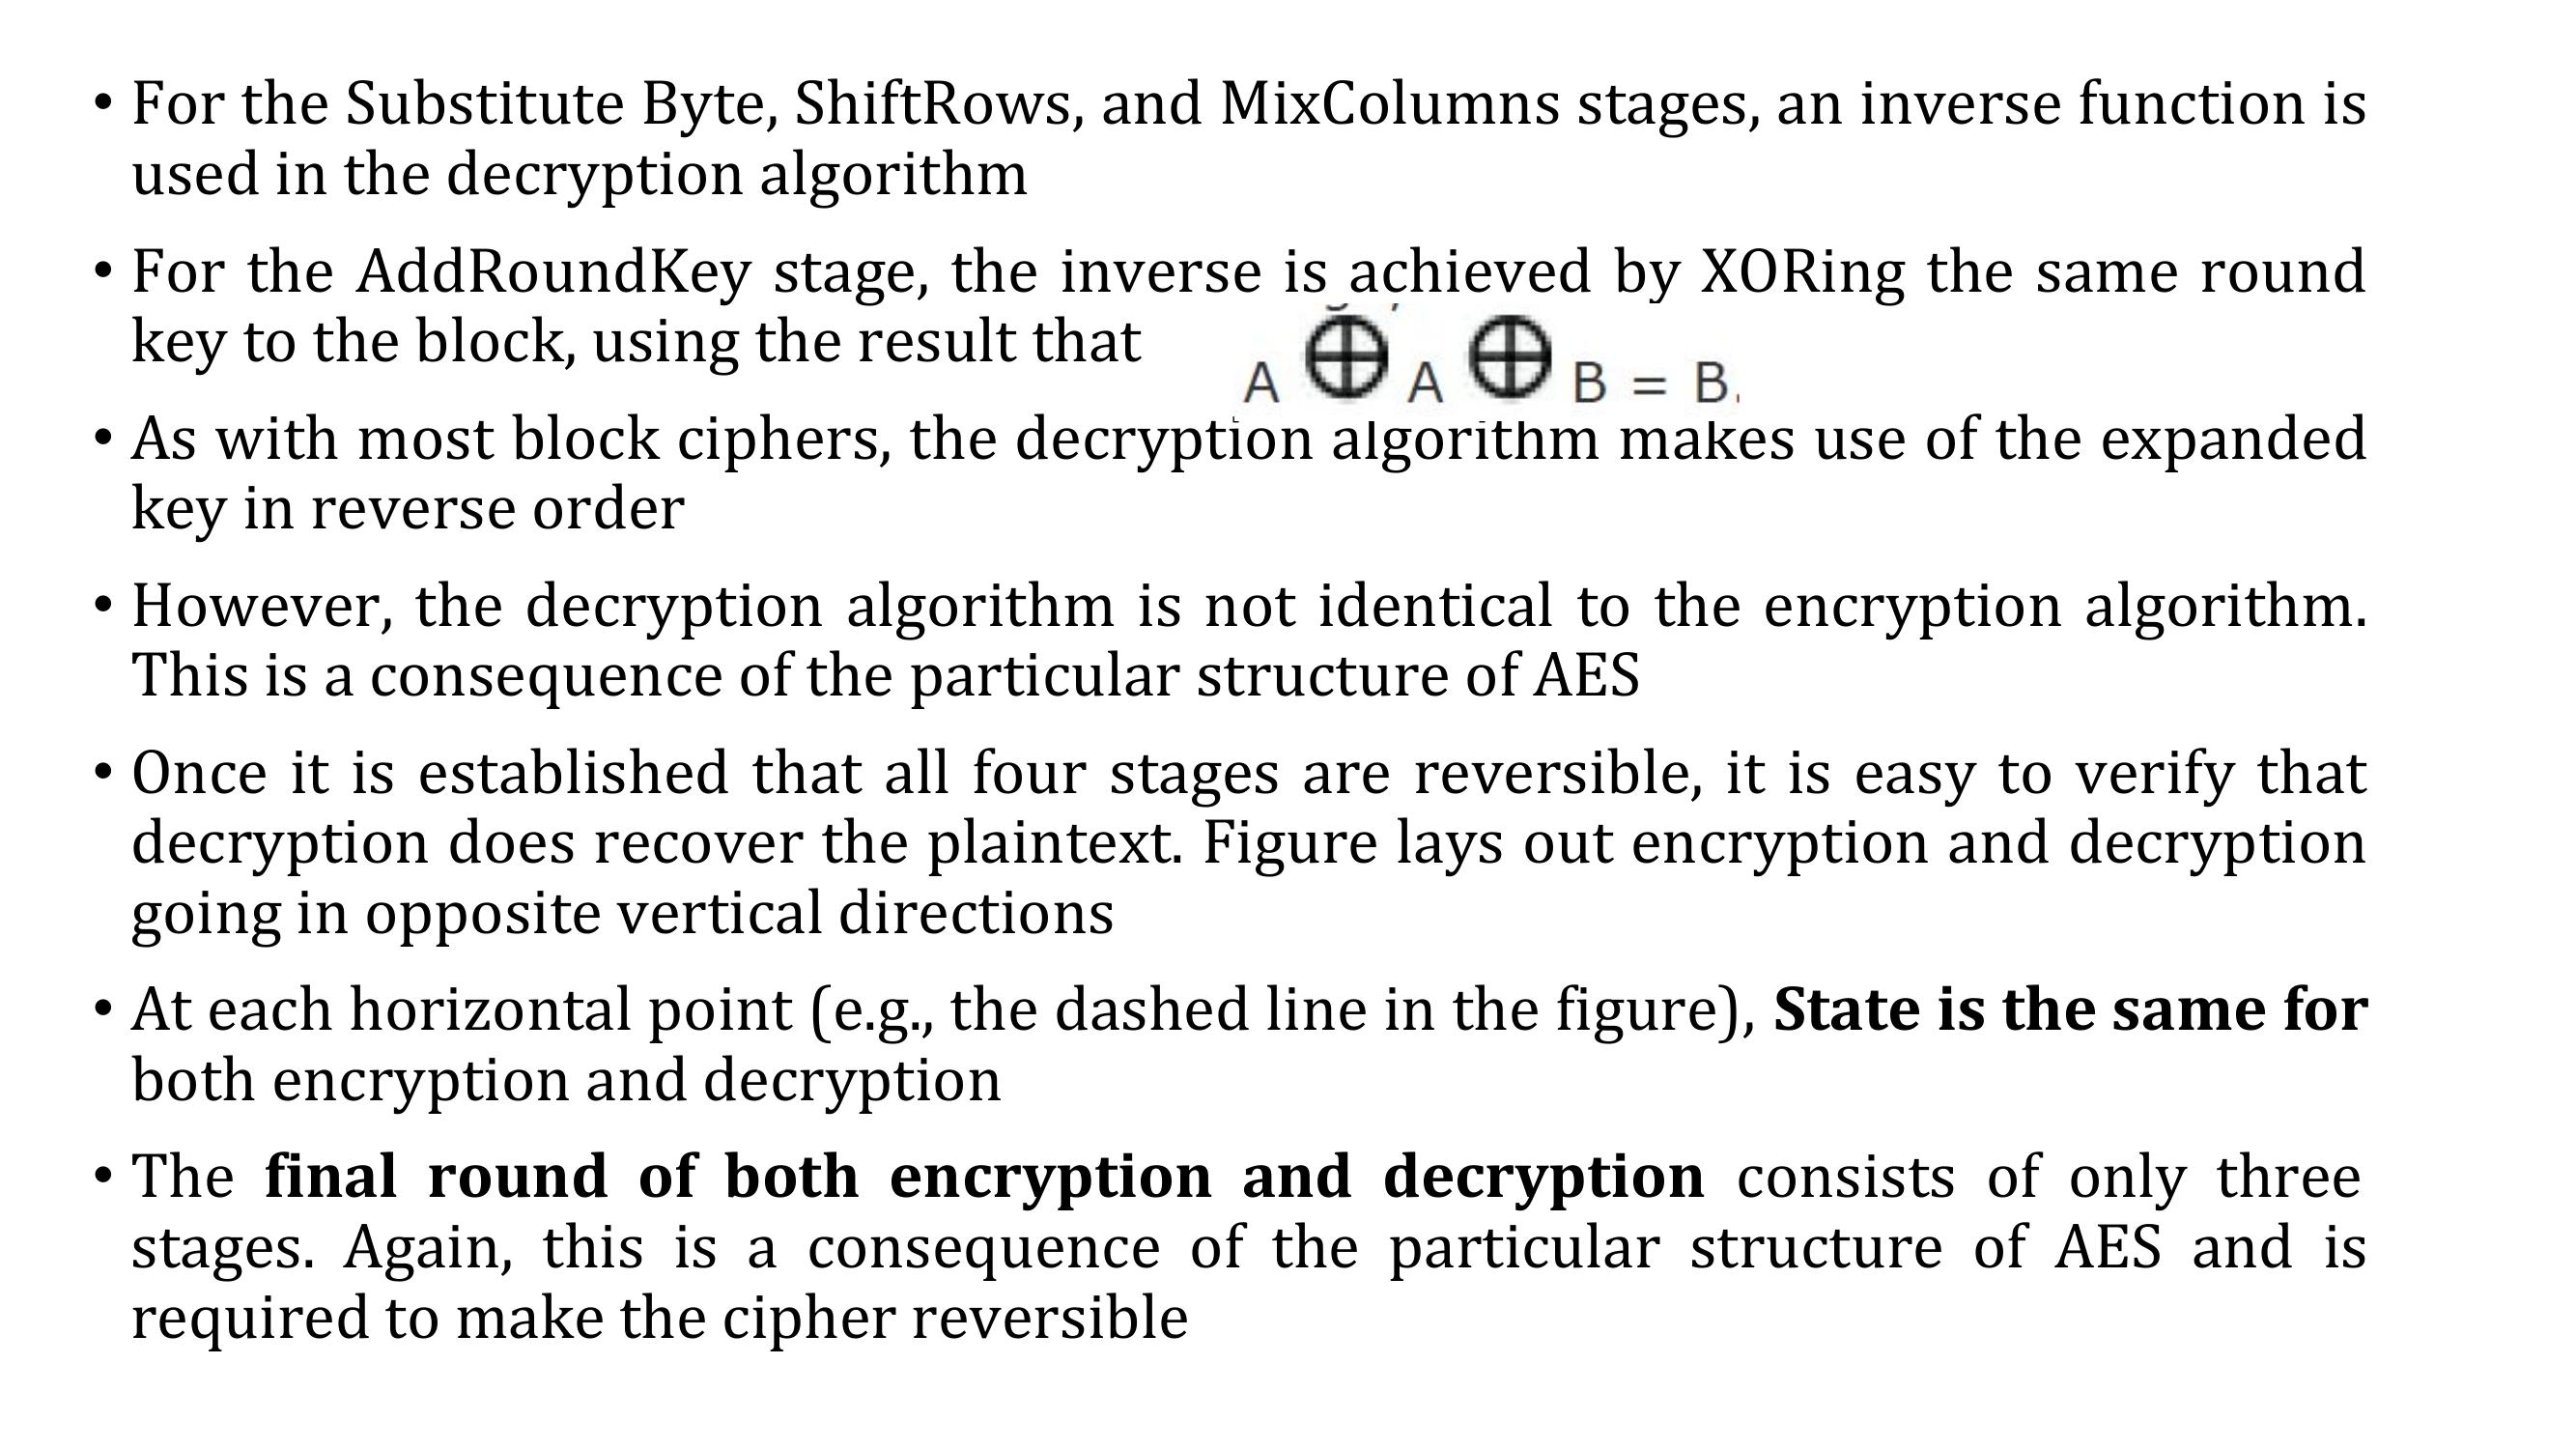 • For the Substitute Byte, ShiftRows, and MixColumns stages, an inverse function is
used in the decryption algorithm
• For the AddRoundKey stage, the inverse is achieved by XORing the same round
key to the block, using the result that A ⊕ A ⊕ B = B.
• As with most block ciphers, the decryption algorithm makes use of the expanded
key in reverse order
• However, the decryption algorithm is not identical to the encryption algorithm.
This is a consequence of the particular structure of AES
• Once it is established that all four stages are reversible, it is easy to verify that
decryption does recover the plaintext. Figure lays out encryption and decryption
going in opposite vertical directions
• At each horizontal point (e.g., the dashed line in the figure), State is the same for
both encryption and decryption
• The final round of both encryption and decryption consists of only three
stages. Again, this is a consequence of the particular structure of AES and is
required to make the cipher reversible